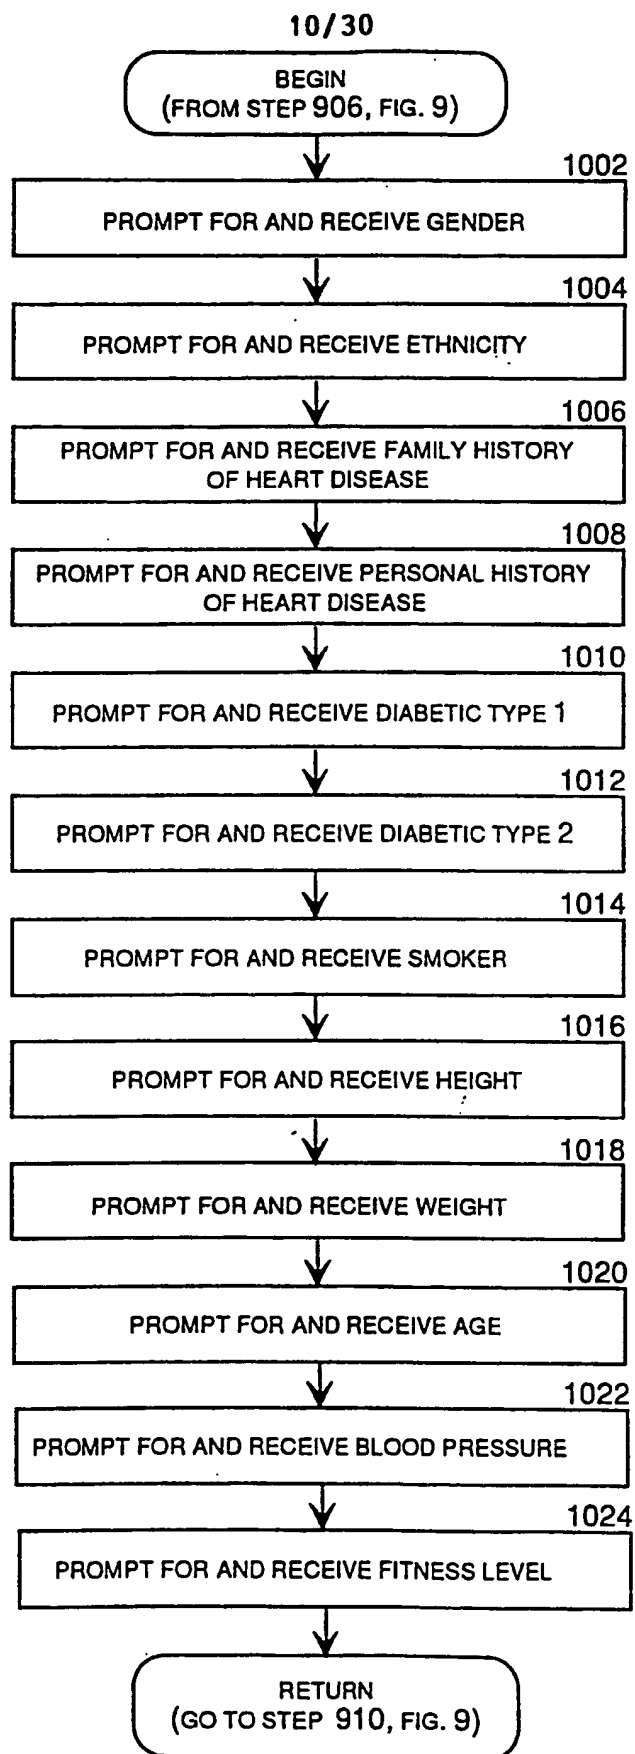 10/30
BEGIN
(FROM STEP 906, FIG. 9)
1002
PROMPT FOR AND RECEIVE GENDER
1004
PROMPT FOR AND RECEIVE ETHNICITY
1006
PROMPT FOR AND RECEIVE FAMILY HISTORY
OF HEART DISEASE
1008
PROMPT FOR AND RECEIVE PERSONAL HISTORY
OF HEART DISEASE
1010
PROMPT FOR AND RECEIVE DIABETIC TYPE 1
1012
PROMPT FOR AND RECEIVE DIABETIC TYPE 2
1014
PROMPT FOR AND RECEIVE SMOKER
1016
PROMPT FOR AND RECEIVE HEIGHT
1018
PROMPT FOR AND RECEIVE WEIGHT
1020
PROMPT FOR AND RECEIVE AGE
1022
PROMPT FOR AND RECEIVE BLOOD PRESSURE
1024
PROMPT FOR AND RECEIVE FITNESS LEVEL
RETURN
(GO TO STEP 910, FIG. 9)